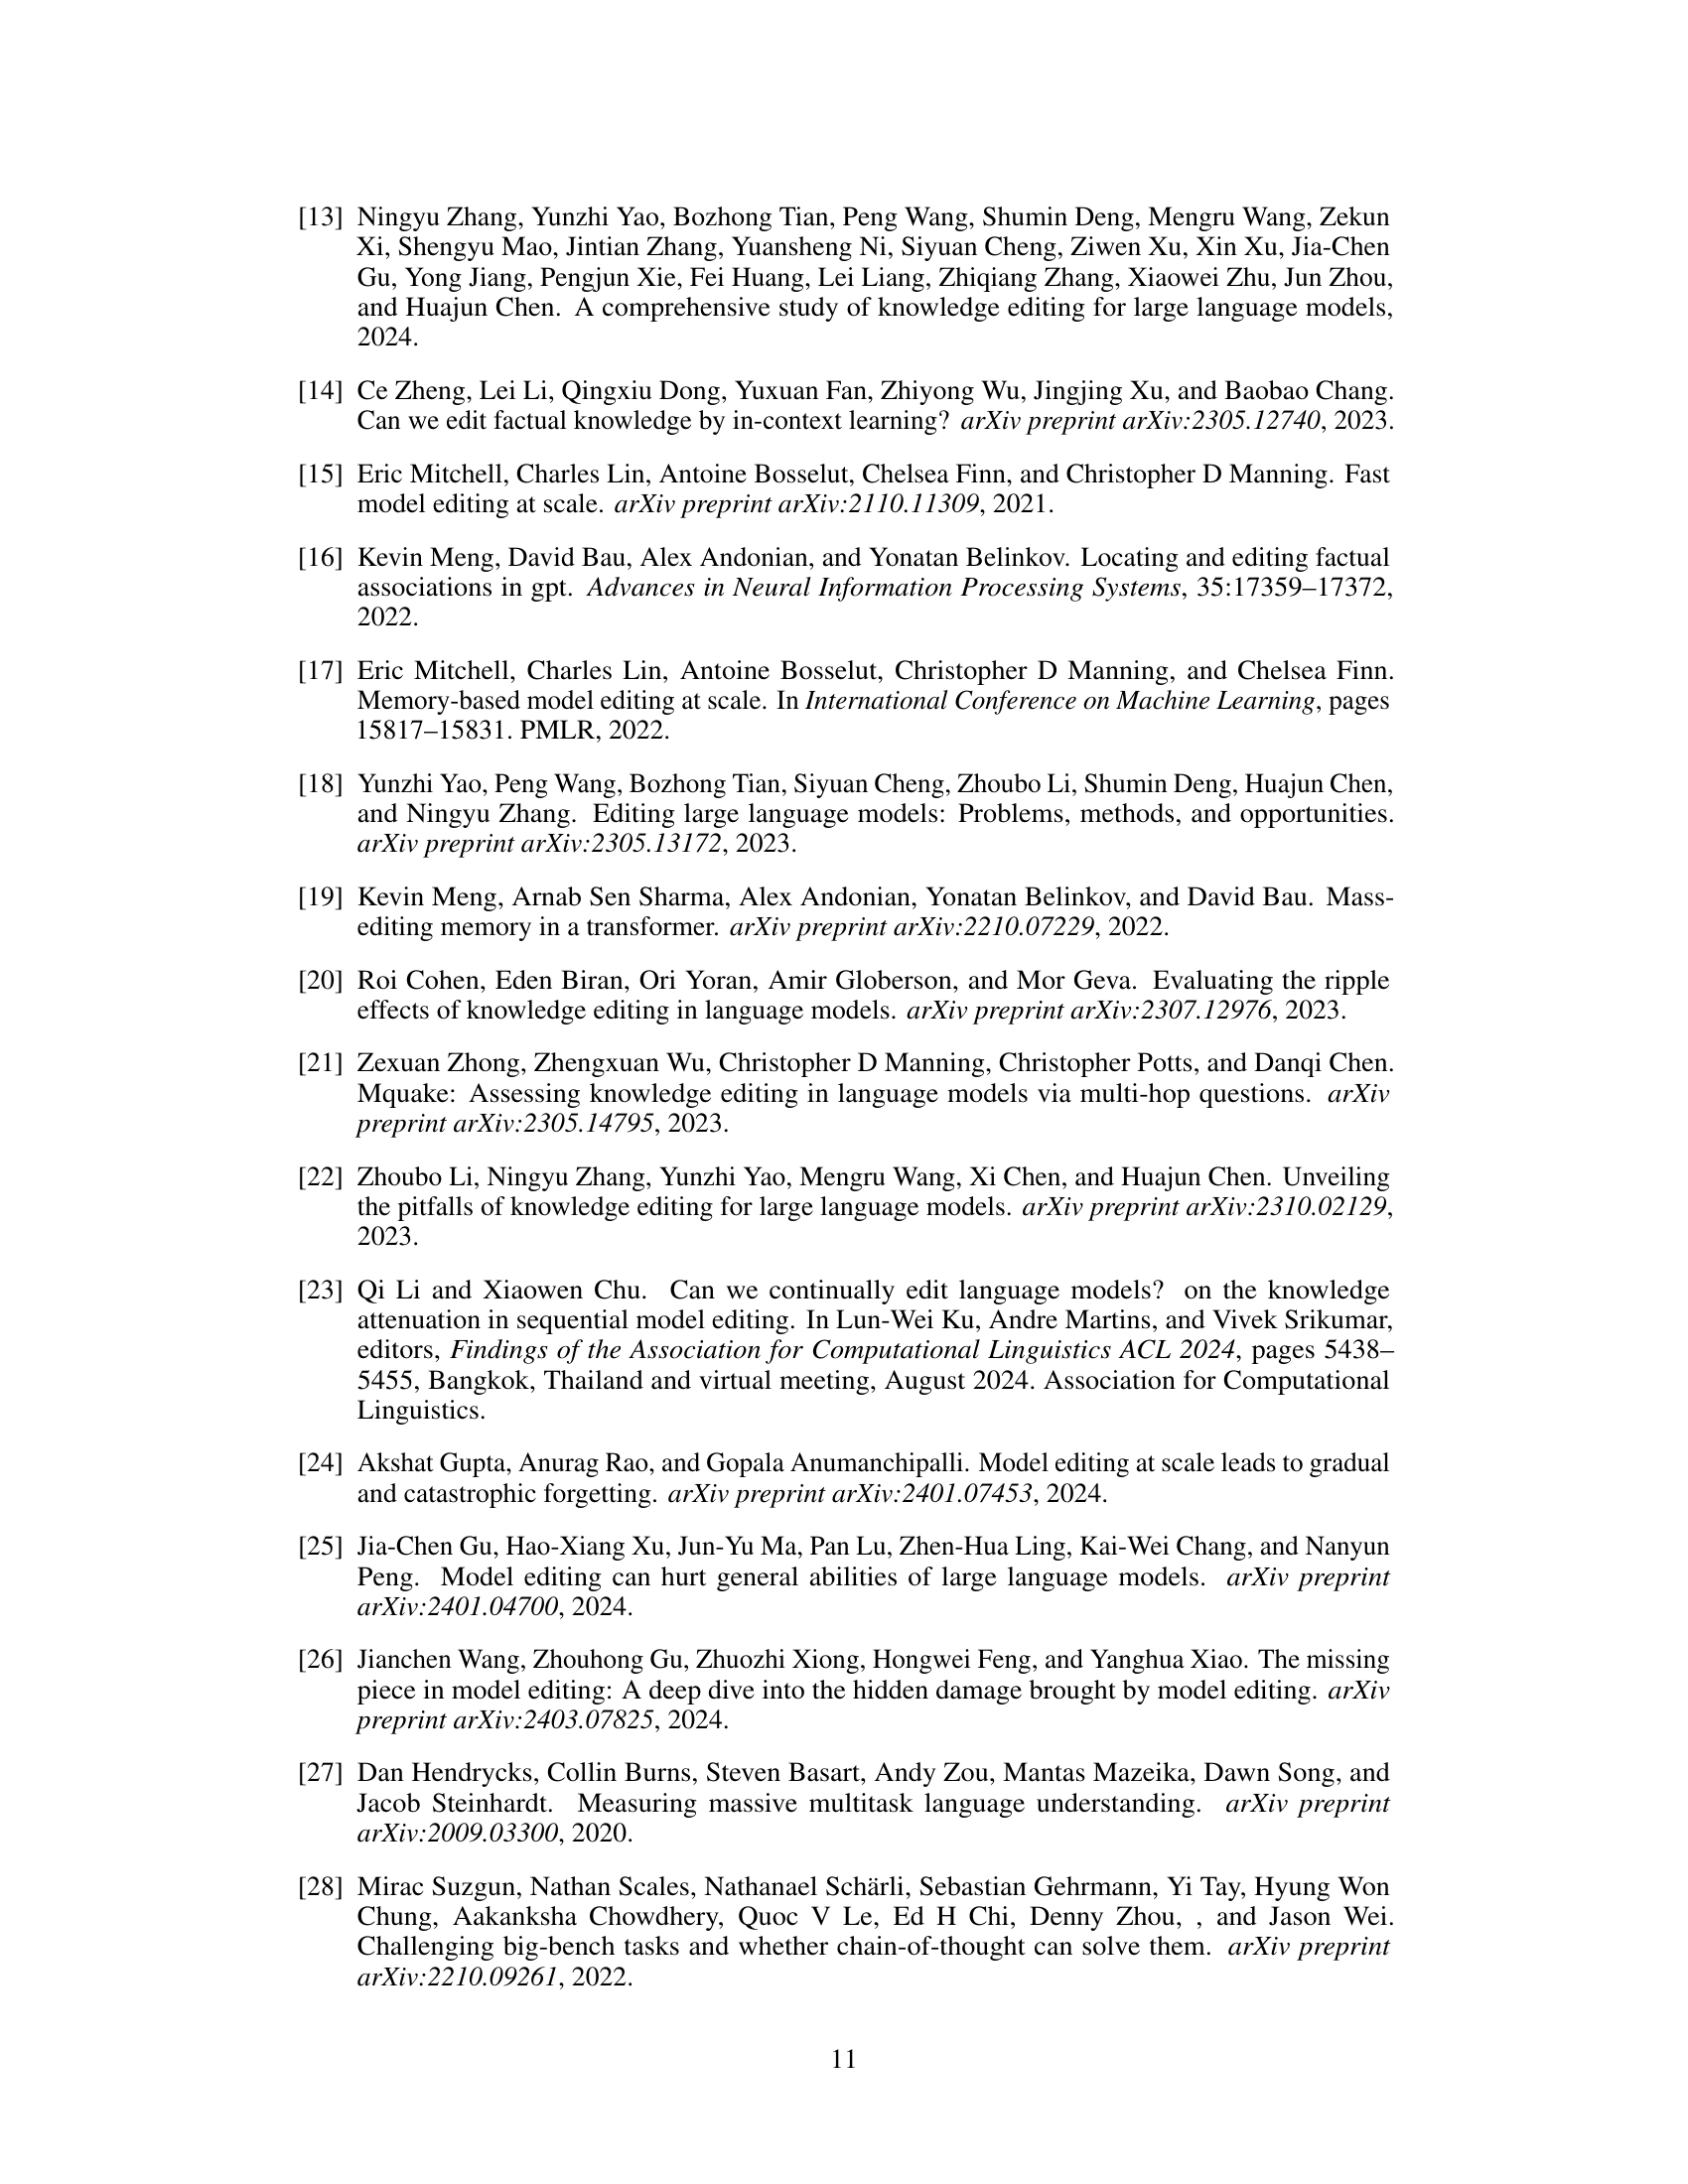 [13] Ningyu Zhang, Yunzhi Yao, Bozhong Tian, Peng Wang, Shumin Deng, Mengru Wang, Zekun
Xi, Shengyu Mao, Jintian Zhang, Yuansheng Ni, Siyuan Cheng, Ziwen Xu, Xin Xu, Jia-Chen
Gu, Yong Jiang, Pengjun Xie, Fei Huang, Lei Liang, Zhiqiang Zhang, Xiaowei Zhu, Jun Zhou,
and Huajun Chen. A comprehensive study of knowledge editing for large language models,
2024.
[14] Ce Zheng, Lei Li, Qingxiu Dong, Yuxuan Fan, Zhiyong Wu, Jingjing Xu, and Baobao Chang.
Can we edit factual knowledge by in-context learning? arXiv preprint arXiv:2305.12740, 2023.
[15] Eric Mitchell, Charles Lin, Antoine Bosselut, Chelsea Finn, and Christopher D Manning. Fast
model editing at scale. arXiv preprint arXiv:2110.11309, 2021.
[16] Kevin Meng, David Bau, Alex Andonian, and Yonatan Belinkov. Locating and editing factual
associations in gpt. Advances in Neural Information Processing Systems, 35:17359–17372,
2022.
[17] Eric Mitchell, Charles Lin, Antoine Bosselut, Christopher D Manning, and Chelsea Finn.
Memory-based model editing at scale. In International Conference on Machine Learning, pages
15817–15831. PMLR, 2022.
[18] Yunzhi Yao, Peng Wang, Bozhong Tian, Siyuan Cheng, Zhoubo Li, Shumin Deng, Huajun Chen,
and Ningyu Zhang. Editing large language models: Problems, methods, and opportunities.
arXiv preprint arXiv:2305.13172, 2023.
[19] Kevin Meng, Arnab Sen Sharma, Alex Andonian, Yonatan Belinkov, and David Bau. Mass-
editing memory in a transformer. arXiv preprint arXiv:2210.07229, 2022.
[20] Roi Cohen, Eden Biran, Ori Yoran, Amir Globerson, and Mor Geva. Evaluating the ripple
effects of knowledge editing in language models. arXiv preprint arXiv:2307.12976, 2023.
[21] Zexuan Zhong, Zhengxuan Wu, Christopher D Manning, Christopher Potts, and Danqi Chen.
Mquake: Assessing knowledge editing in language models via multi-hop questions. arXiv
preprint arXiv:2305.14795, 2023.
[22] Zhoubo Li, Ningyu Zhang, Yunzhi Yao, Mengru Wang, Xi Chen, and Huajun Chen. Unveiling
the pitfalls of knowledge editing for large language models. arXiv preprint arXiv:2310.02129,
2023.
[23] Qi Li and Xiaowen Chu. Can we continually edit language models? on the knowledge
attenuation in sequential model editing. In Lun-Wei Ku, Andre Martins, and Vivek Srikumar,
editors, Findings of the Association for Computational Linguistics ACL 2024, pages 5438–
5455, Bangkok, Thailand and virtual meeting, August 2024. Association for Computational
Linguistics.
[24] Akshat Gupta, Anurag Rao, and Gopala Anumanchipalli. Model editing at scale leads to gradual
and catastrophic forgetting. arXiv preprint arXiv:2401.07453, 2024.
[25] Jia-Chen Gu, Hao-Xiang Xu, Jun-Yu Ma, Pan Lu, Zhen-Hua Ling, Kai-Wei Chang, and Nanyun
Peng. Model editing can hurt general abilities of large language models. arXiv preprint
arXiv:2401.04700, 2024.
[26] Jianchen Wang, Zhouhong Gu, Zhuozhi Xiong, Hongwei Feng, and Yanghua Xiao. The missing
piece in model editing: A deep dive into the hidden damage brought by model editing. arXiv
preprint arXiv:2403.07825, 2024.
[27] Dan Hendrycks, Collin Burns, Steven Basart, Andy Zou, Mantas Mazeika, Dawn Song, and
Jacob Steinhardt. Measuring massive multitask language understanding. arXiv preprint
arXiv:2009.03300, 2020.
[28] Mirac Suzgun, Nathan Scales, Nathanael Schärli, Sebastian Gehrmann, Yi Tay, Hyung Won
Chung, Aakanksha Chowdhery, Quoc V Le, Ed H Chi, Denny Zhou, , and Jason Wei.
Challenging big-bench tasks and whether chain-of-thought can solve them. arXiv preprint
arXiv:2210.09261, 2022.
11